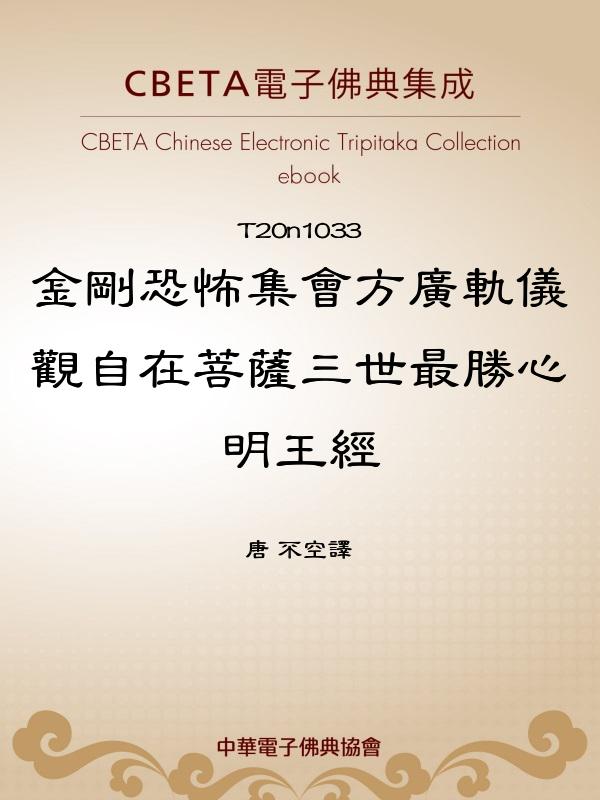 CBETA電子佛典集成
CBETA Chinese Electronic Tripitaka Collection
ebook
T20n1033
金剛恐怖集會方廣軌儀
觀自在菩薩三世最勝心
明王經
唐 不空譯
中華電子佛典協會